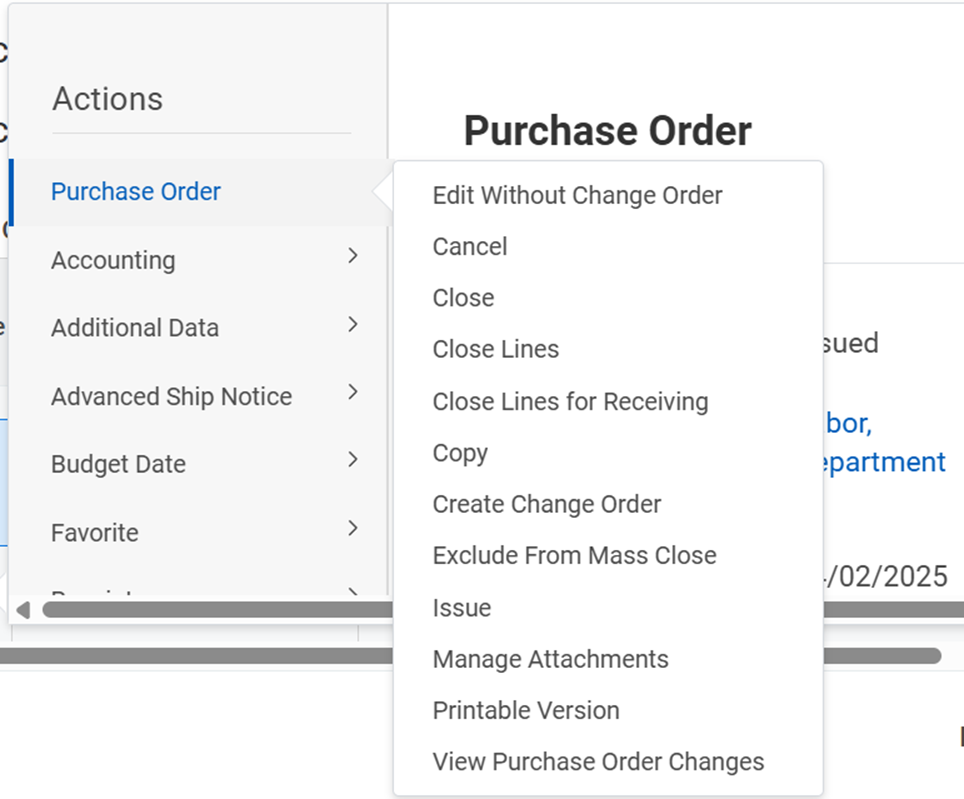 Actions
Purchase Order
Accounting
Additional Data
Advanced Ship Notice
Budget Date
Favorite
Purchase Order
Edit Without Change Order
Cancel
Close
Close Lines
Close Lines for Receiving
Copy
Create Change Order
Exclude From Mass Close
Issue
Manage Attachments
Printable Version
View Purchase Order Changes
sued
bor,
epartment
/02/2025